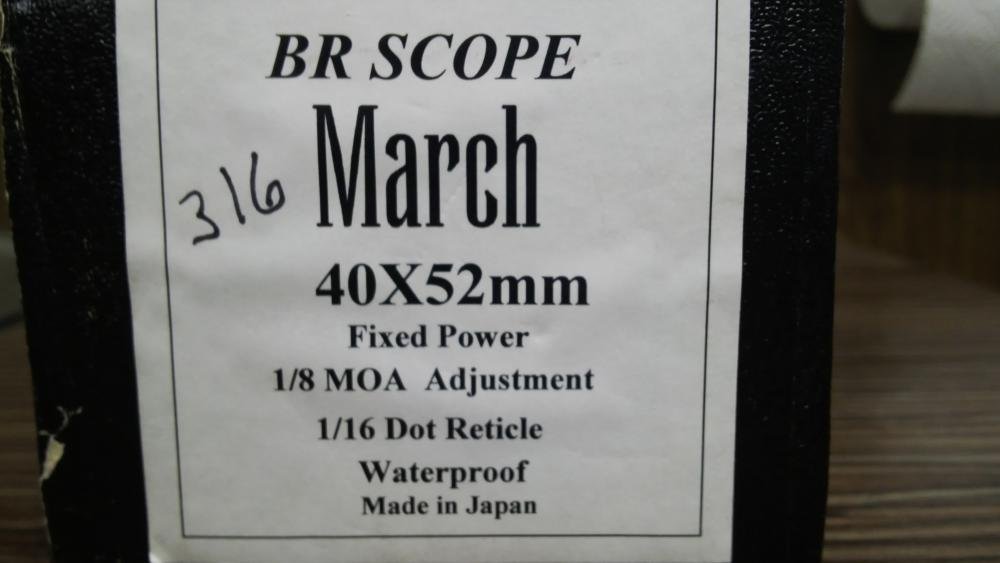 BR SCOPE
316
March
40X52mm
Fixed Power
1/8 MOA Adjustment
1/16 Dot Reticle
Waterproof
Made in Japan